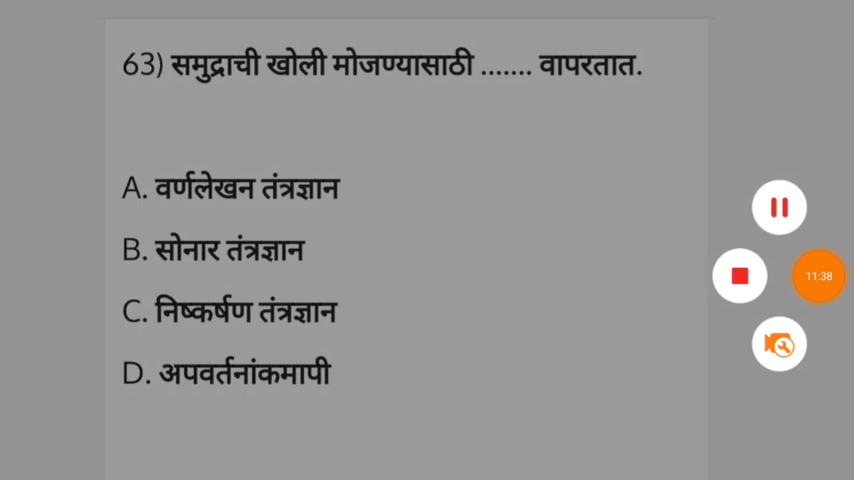 63) समुद्राची खोली मोजण्यासाठी ....... वापरतात.
A. वर्णलेखन तंत्रज्ञान
B. सोनार तंत्रज्ञान
C. निष्कर्षण तंत्रज्ञान
D. अपवर्तनांकमापी
11:38